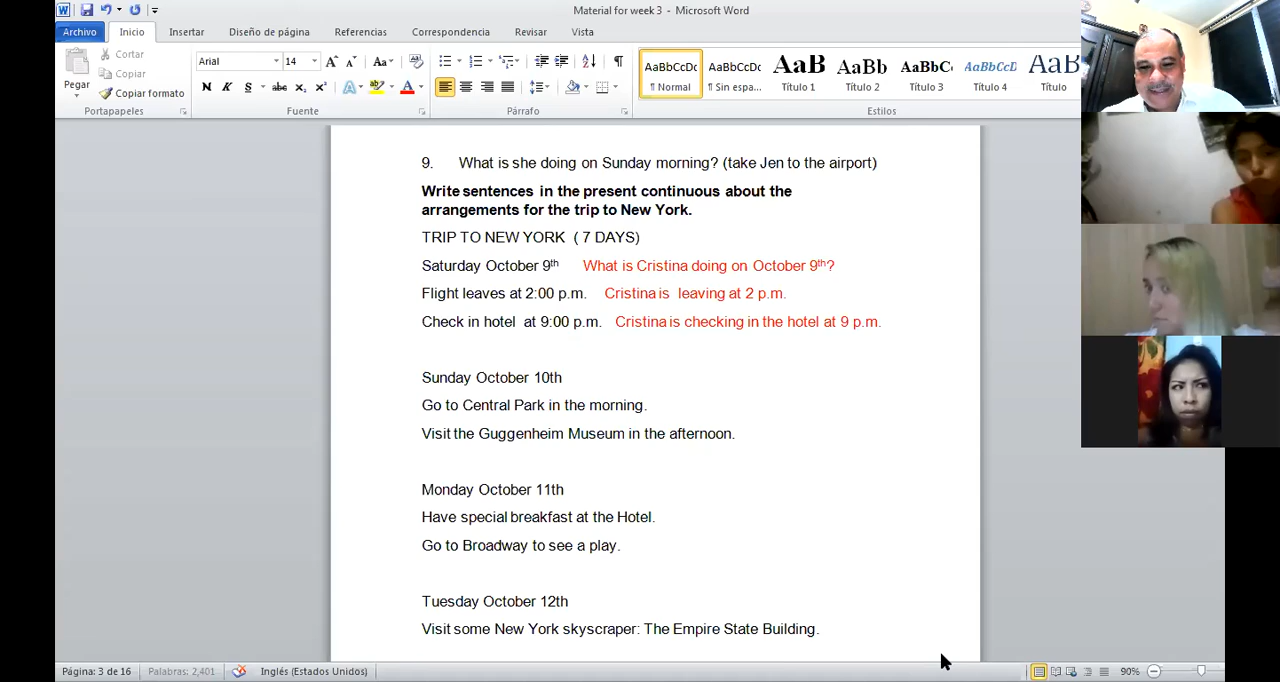 Material for week 3 - Microsoft Word
Archivo Inicio Insertar Diseño de página Referencias Correspondencia Revisar Vista
Cortar
Copiar
Copiar formato
Pegar
Portapapeles
Arial 14
Fuente
Párrafo
AaBbCcDc AaBbCcDc AaB AaBb AaBbC AaBbCcD AaB
¶ Normal ¶ Sin espa... Título 1 Título 2 Título 3 Título 4 Título
Estilos
9. What is she doing on Sunday morning? (take Jen to the airport)
Write sentences in the present continuous about the
arrangements for the trip to New York.
TRIP TO NEW YORK ( 7 DAYS)
Saturday October 9th What is Cristina doing on October 9th?
Flight leaves at 2:00 p.m. Cristina is leaving at 2 p.m.
Check in hotel at 9:00 p.m. Cristina is checking in the hotel at 9 p.m.
Sunday October 10th
Go to Central Park in the morning.
Visit the Guggenheim Museum in the afternoon.
Monday October 11th
Have special breakfast at the Hotel.
Go to Broadway to see a play.
Tuesday October 12th
Visit some New York skyscraper: The Empire State Building.
Página: 3 de 16 Palabras: 2,401 Inglés (Estados Unidos) 90%